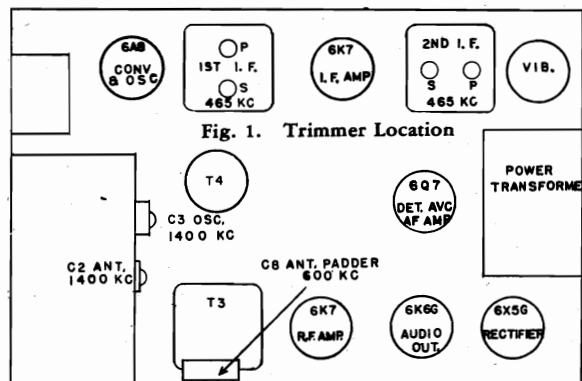 6A8
CONV
& OSC
P
1ST I.F.
S
465 KC
6K7
I.F. AMP
2ND I.F.
S P
465 KC
VIB.
Fig. 1. Trimmer Location
T4
C3 OSC.
1400 KC
C2 ANT.
1400 KC
6Q7
DET. AVC
AF AMP
POWER
TRANSFORME
C8 ANT. PADDER
600 KC
T3
6K7
R.F. AMP.
6K6G
AUDIO
OUT.
6X5G
RECTIFIER